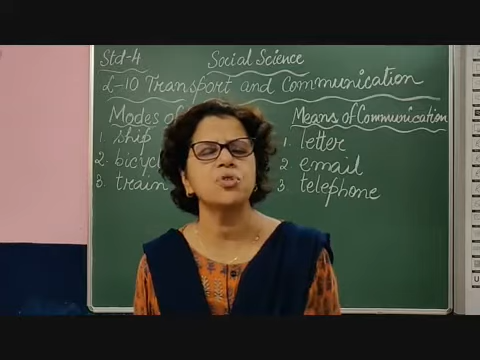 Std-4 Social Science
L-10 Transport and Communication
Modes of
Means of Communication
1. ship
2. bicycl
3. train
1. letter
2. email
3. telephone